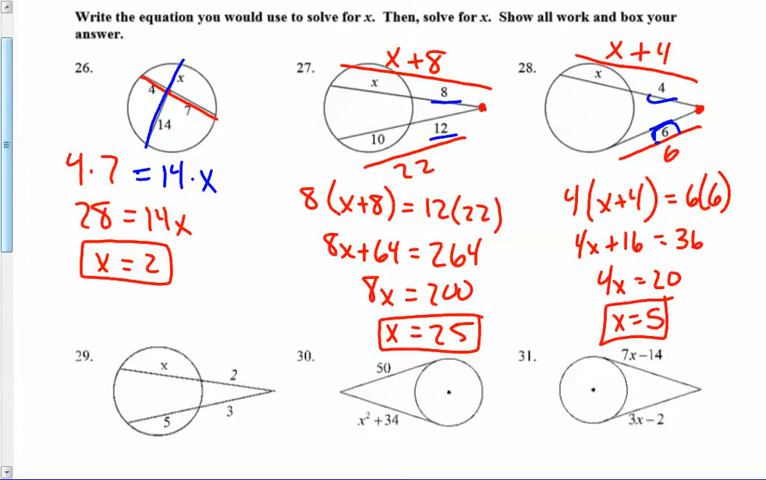 Write the equation you would use to solve for x. Then, solve for x. Show all work and box your
answer.
26.
x
4
7
14
4·7 = 14·x
28 = 14x
x = 2
27.
x + 8
x
8
10
12
22
8(x+8) = 12(22)
8x+64 = 264
8x = 200
x = 25
28.
x + 4
x
4
6
6
4(x+4) = 6(6)
4x+16 = 36
4x = 20
x = 5
29.
x
2
5
3
30.
50
x²+34
31.
7x−14
3x−2